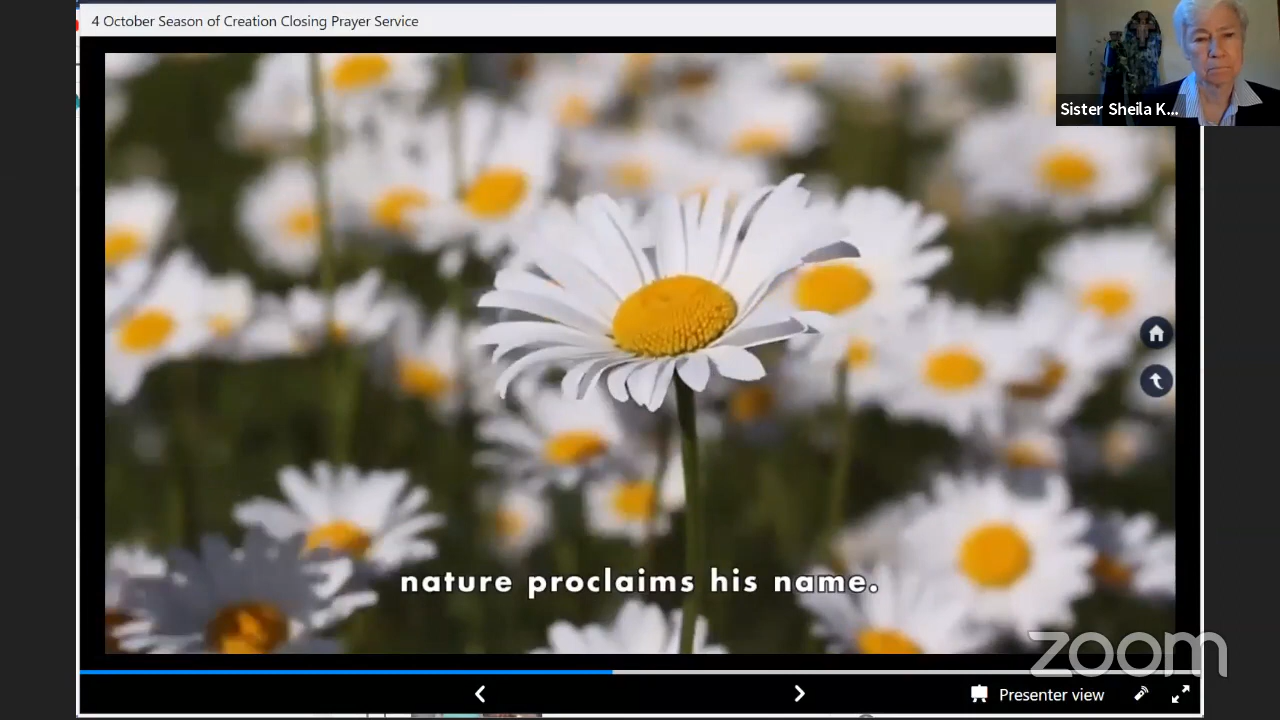 4 October Season of Creation Closing Prayer Service
Sister Sheila K...
nature proclaims his name.
zoom
Presenter view